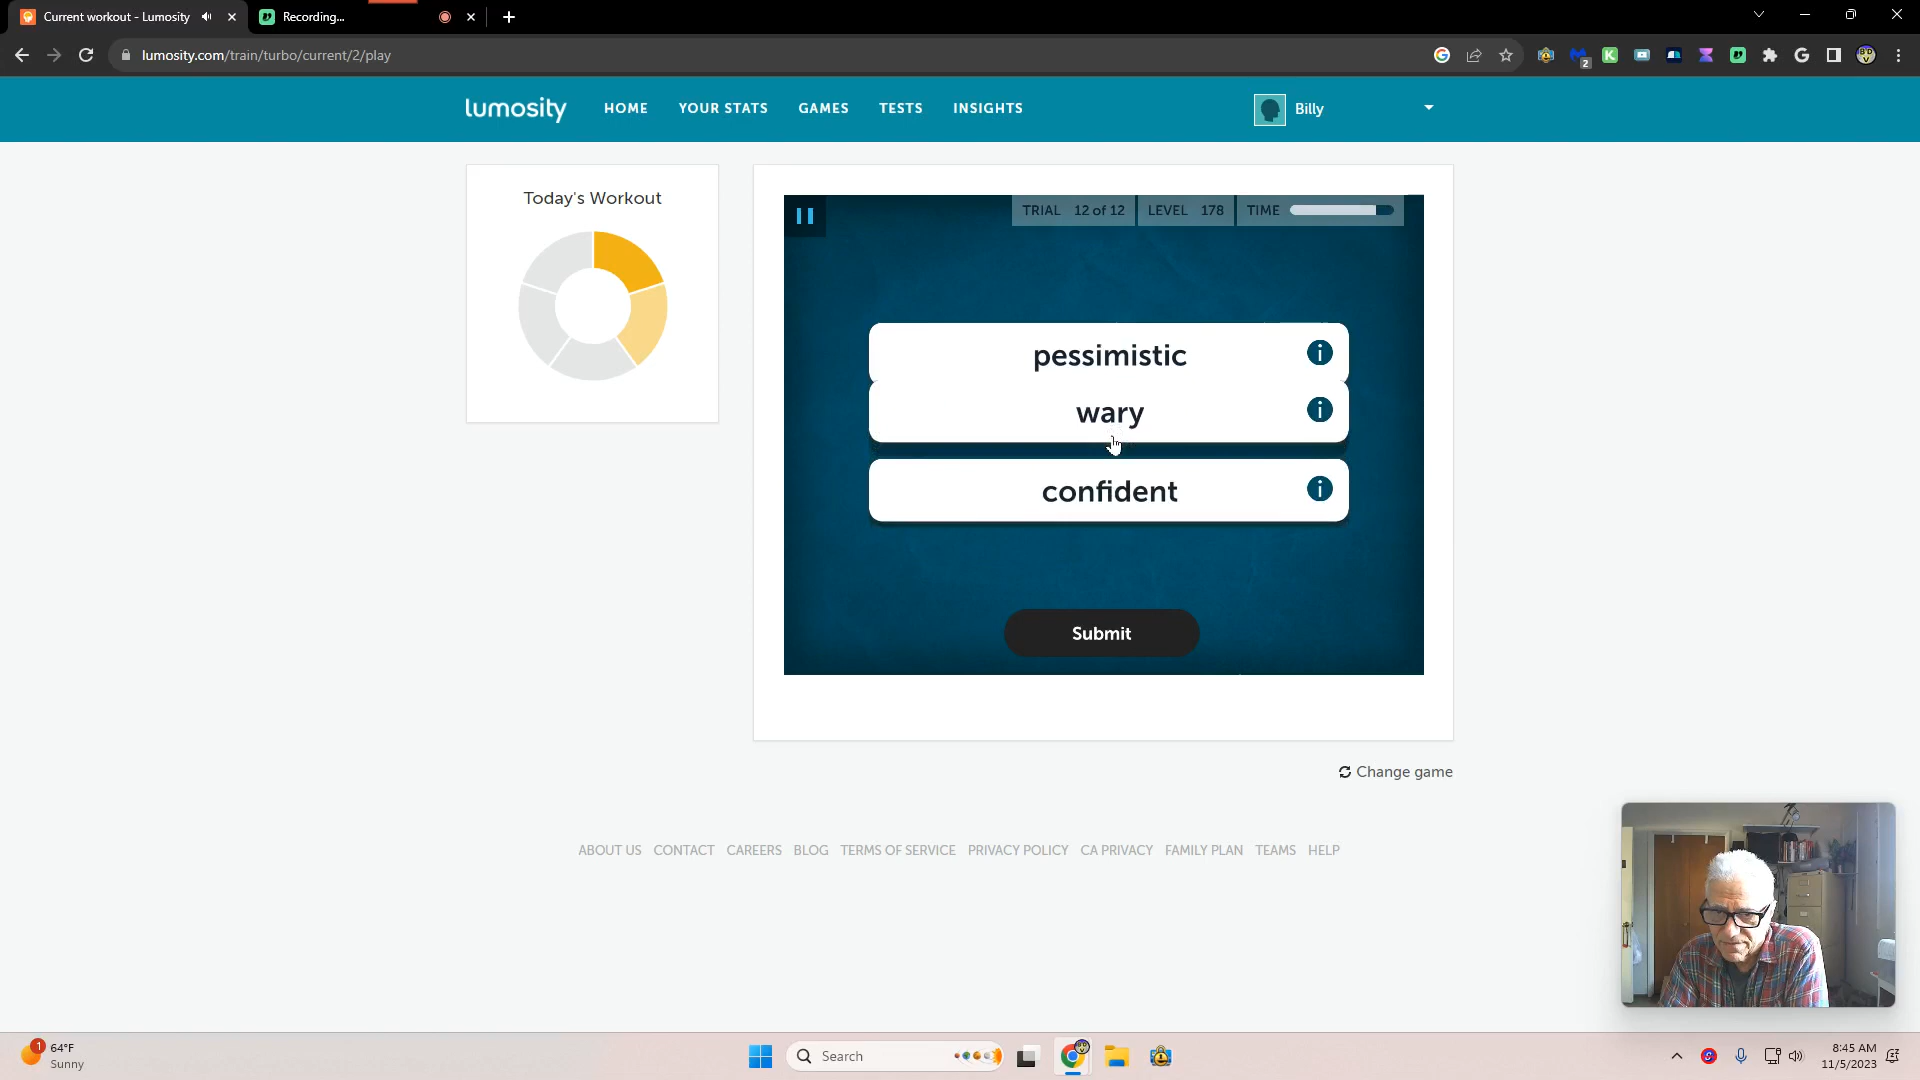 Current workout - Lumosity
Recording...
lumosity.com/train/turbo/current/2/play
2
lumosity HOME YOUR STATS GAMES TESTS INSIGHTS Billy
Today's Workout
TRIAL 12 of 12 LEVEL 178 TIME
pessimistic
wary
confident
Submit
Change game
ABOUT US CONTACT CAREERS BLOG TERMS OF SERVICE PRIVACY POLICY CA PRIVACY FAMILY PLAN TEAMS HELP
1
64°F
Sunny
Search
8:45 AM
11/5/2023